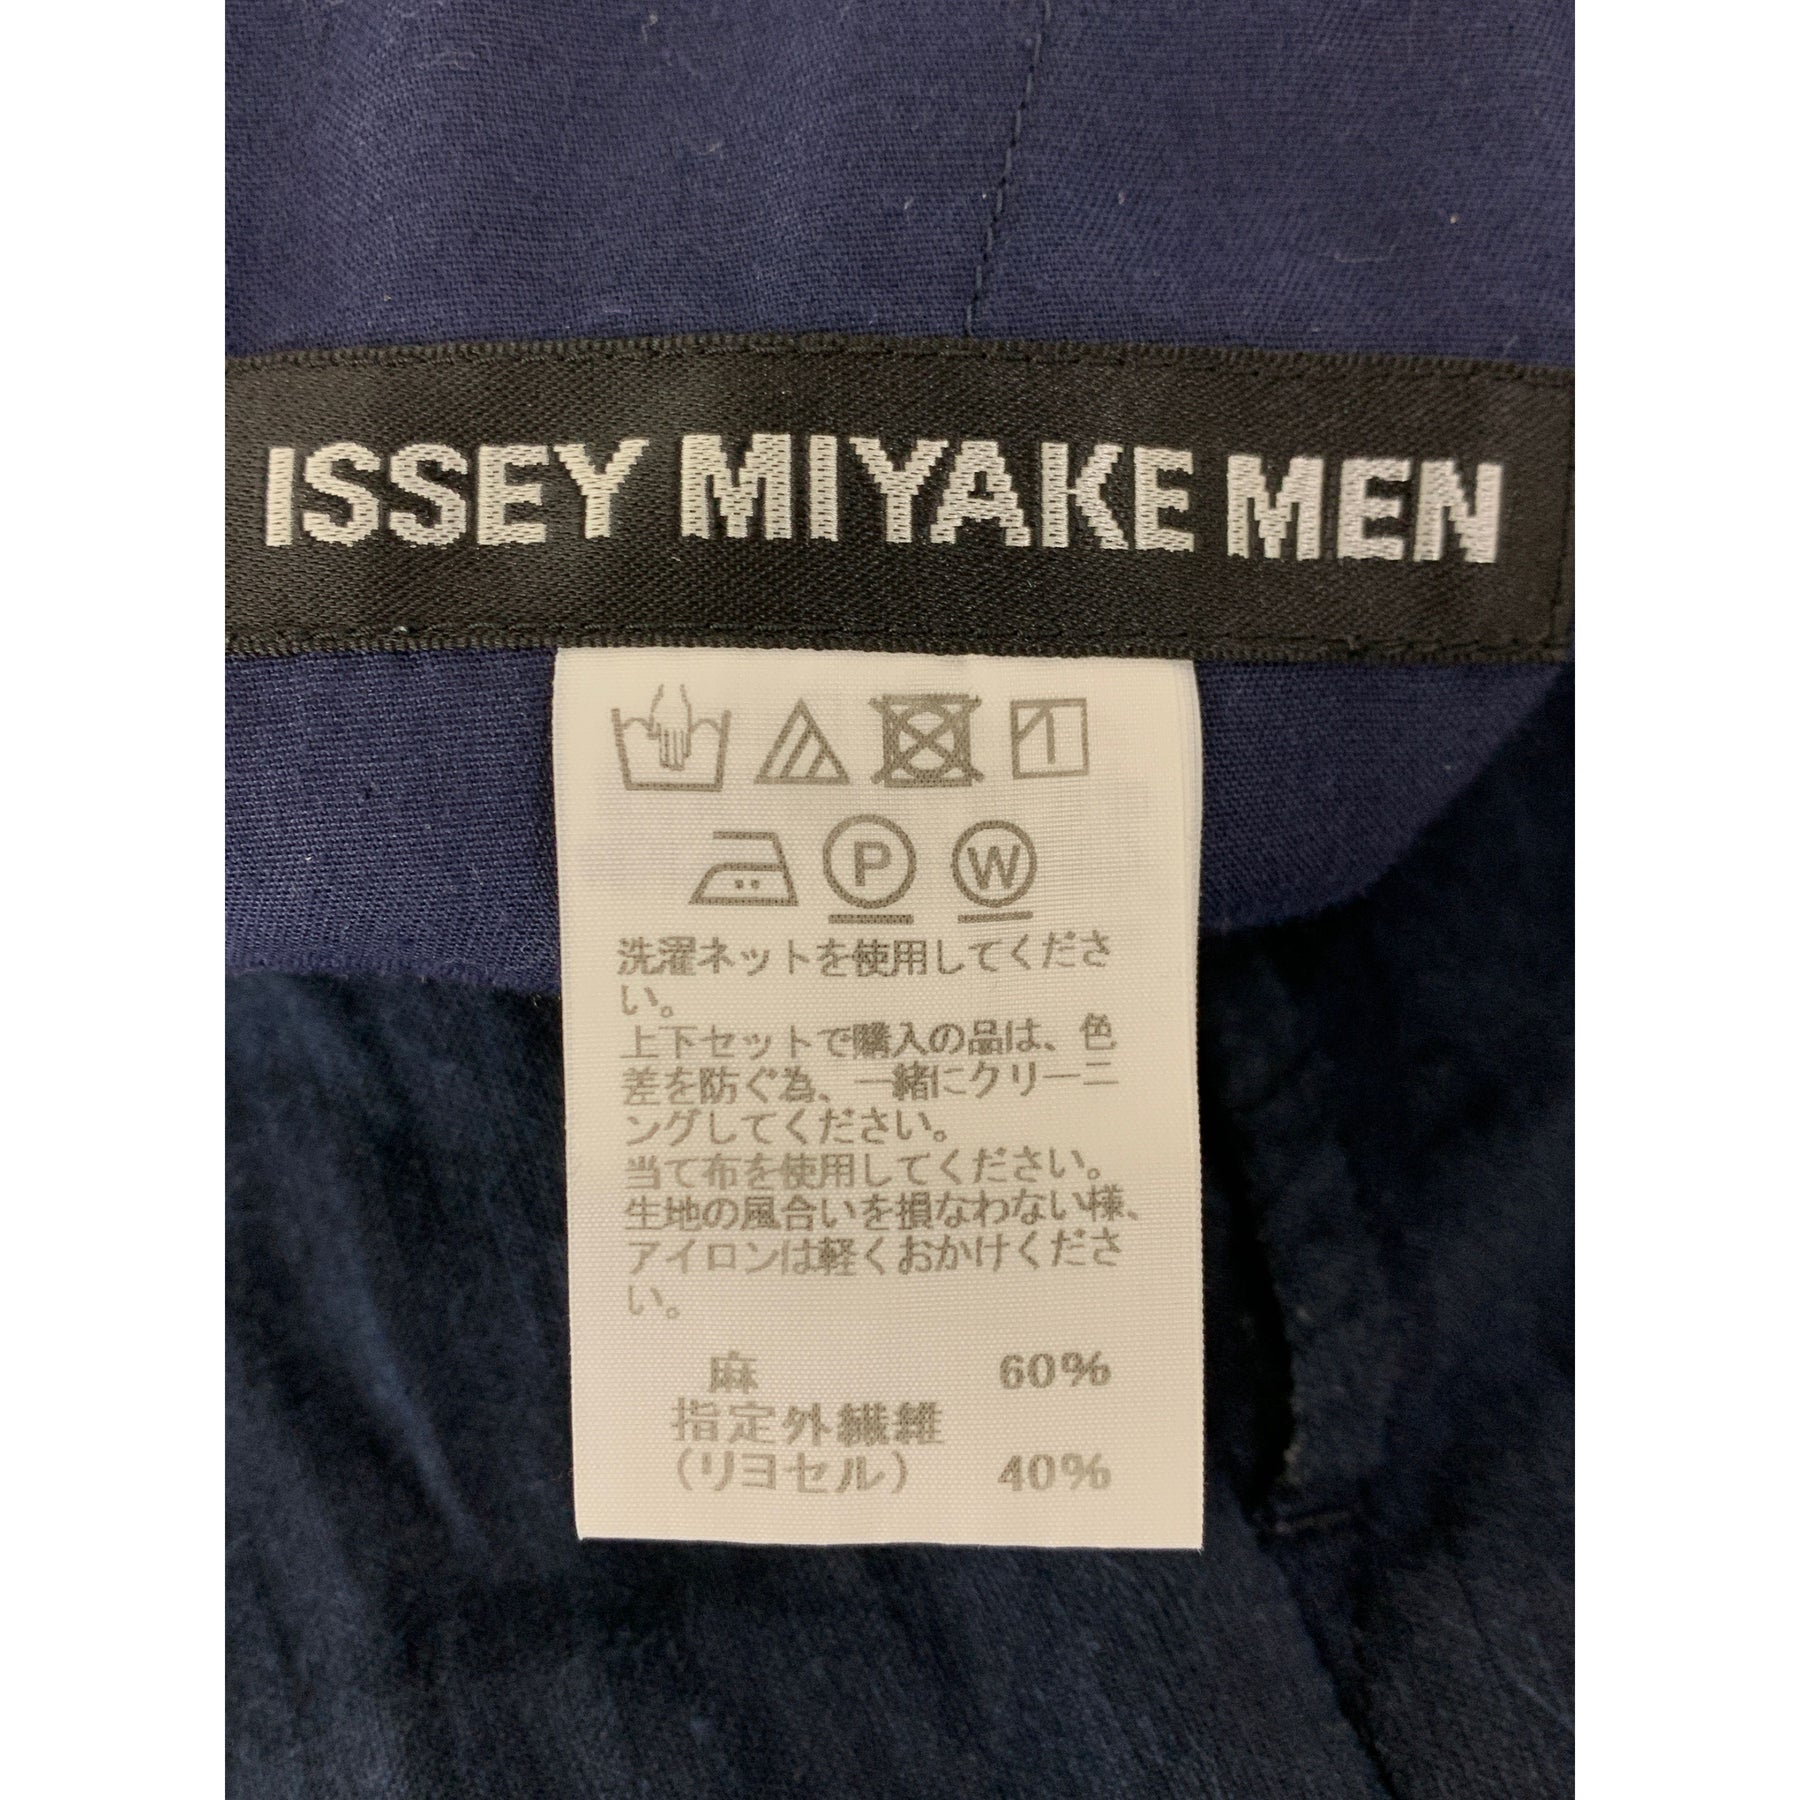 ISSEY MIYAKE MEN
P W
洗濯ネットを使用してくださ
い。
上下セットで購入の品は、色
差を防ぐ為、一緒にクリーニ
ングしてください。
当て布を使用してください。
生地の風合いを損なわない様、
アイロンは軽くおかけくださ
い。
麻 60%
指定外繊維
（リヨセル） 40%